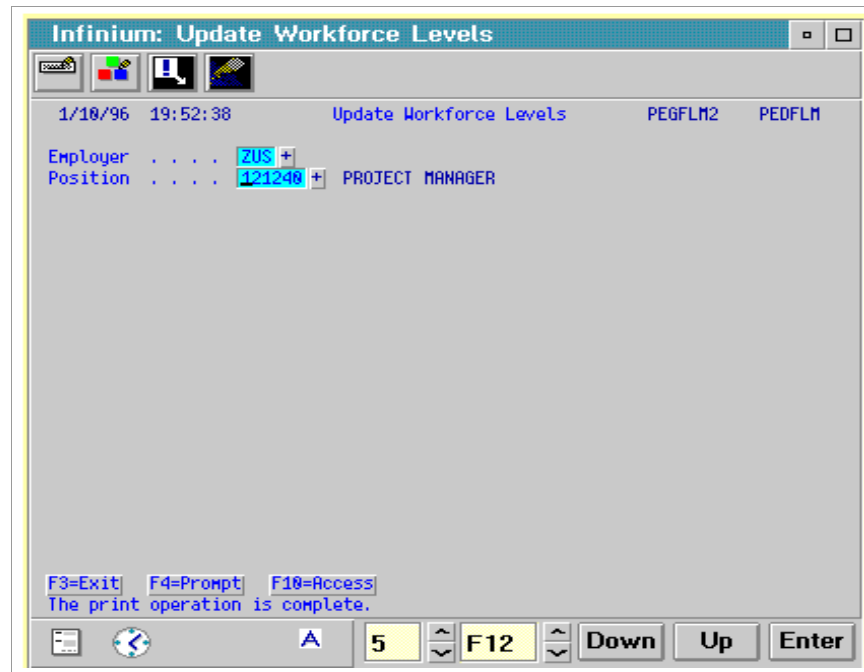 Infinium: Update Workforce Levels
1/10/96 19:52:38 Update Workforce Levels PEGFLM2 PEDFLM
Employer . . . . ZUS +
Position . . . . 121240 + PROJECT MANAGER
F3=Exit F4=Prompt F10=Access
The print operation is complete.
A 5 F12 Down Up Enter